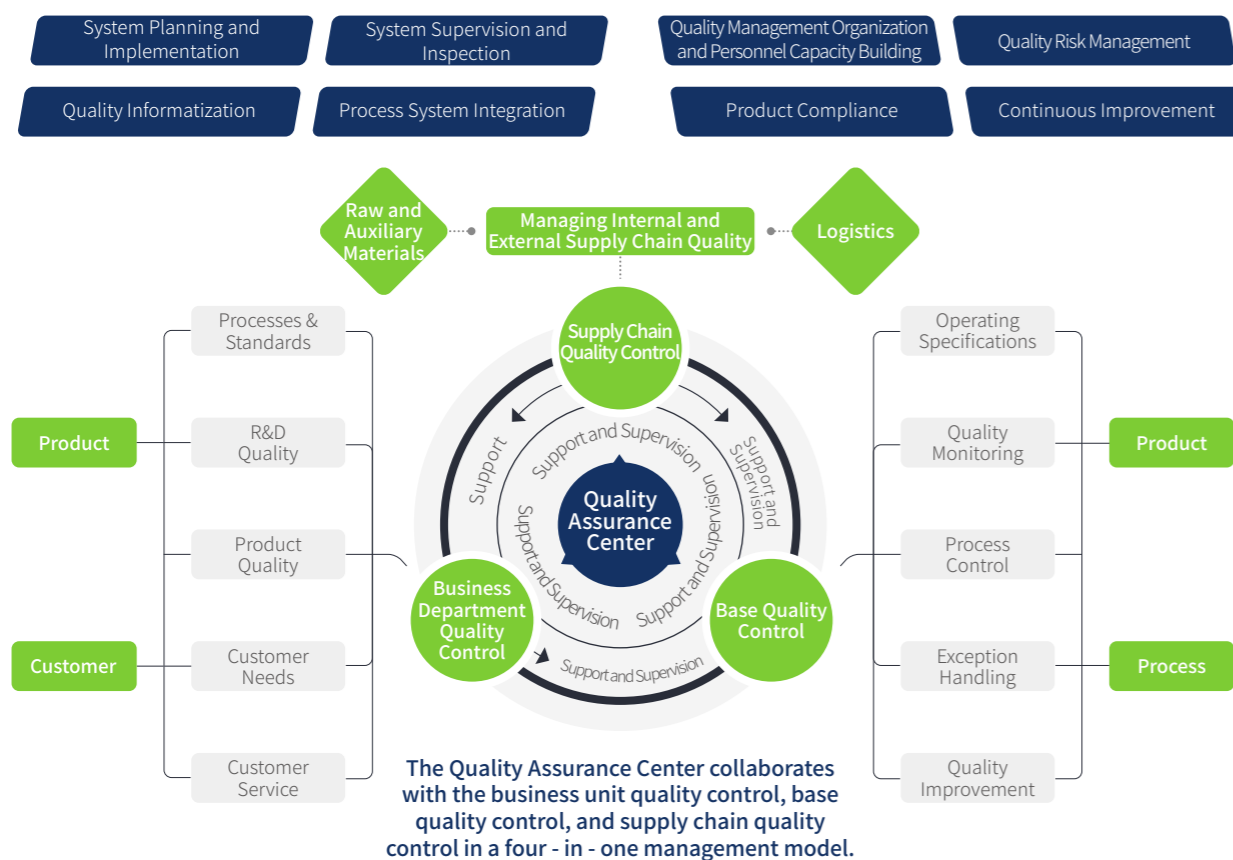 System Planning and
Implementation
System Supervision and
Inspection
Quality Management Organization
and Personnel Capacity Building
Quality Risk Management
Quality Informatization
Process System Integration
Product Compliance
Continuous Improvement
Raw and
Auxiliary
Materials
Managing Internal and
External Supply Chain Quality
Logistics
Supply Chain
Quality Control
Processes &
Standards
R&D
Quality
Product
Quality
Customer
Needs
Customer
Service
Product
Customer
Support
Support and Supervision
Support and
Supervision
Support and Supervision
Support and Supervision
Support and Supervision
Quality
Assurance
Center
Business
Department
Quality
Control
Base Quality
Control
Operating
Specifications
Quality
Monitoring
Process
Control
Exception
Handling
Quality
Improvement
Product
Process
The Quality Assurance Center collaborates
with the business unit quality control, base
quality control, and supply chain quality
control in a four - in - one management model.